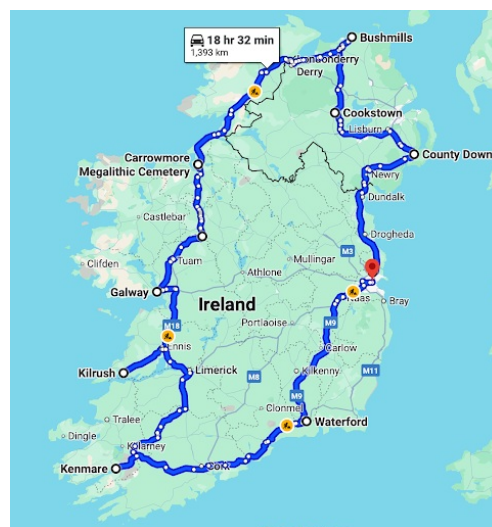 18 hr 32 min
1,393 km
Bushmills
Derry
Cookstown
Lisburn
County Down
Carrowmore
Megalithic Cemetery
Newry
Dundalk
Castlebar
Drogheda
Tuam
Mullingar
M3
Clifden
Athlone
Galway
Ireland
Naas
Bray
M18
Portlaoise
M9
Ennis
Carlow
Kilrush
Limerick
M8
Kilkenny
M11
M9
Clonmel
Tralee
Waterford
Dingle
Killarney
Kenmare
Cork